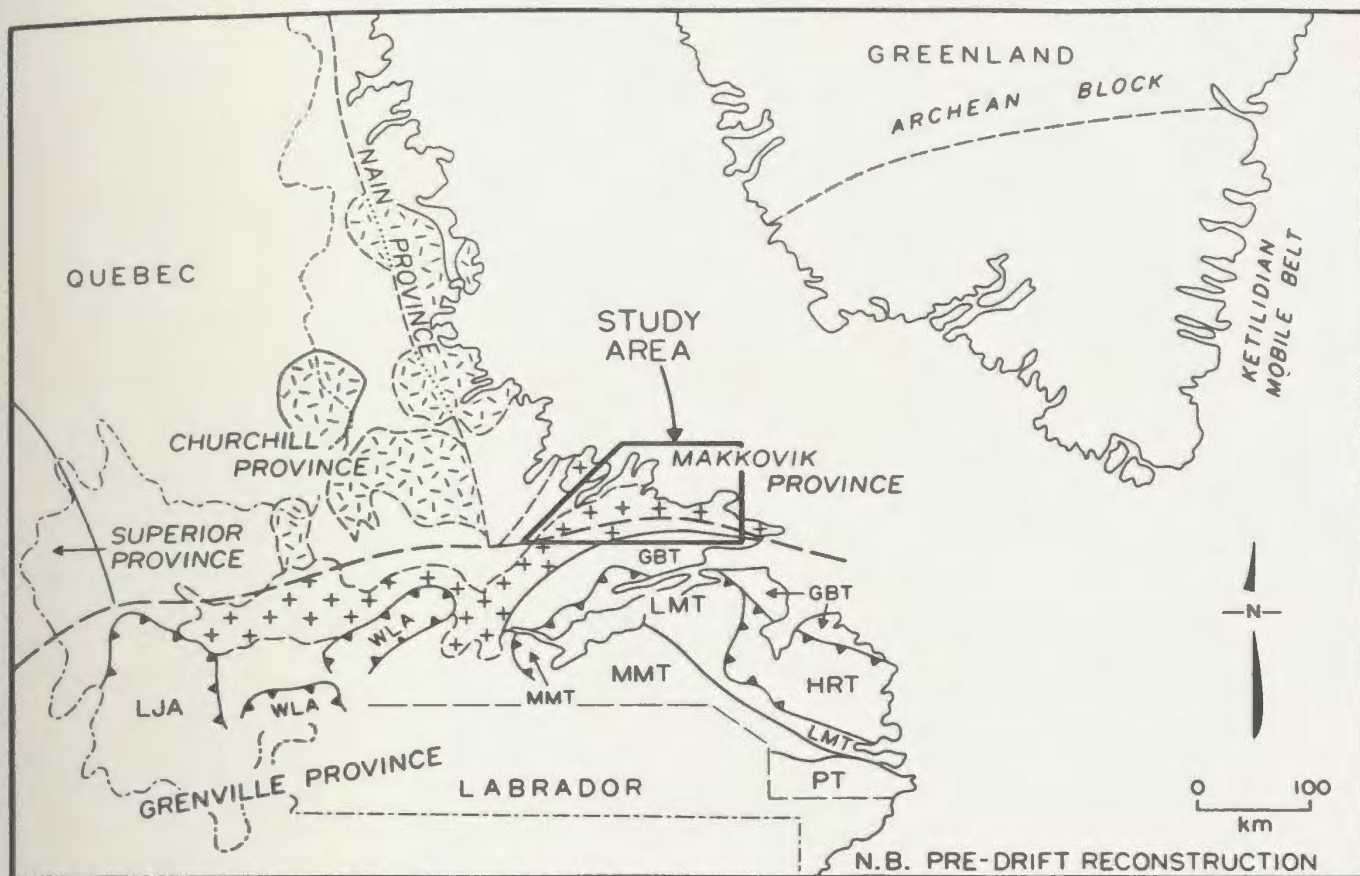 GREENLAND
ARCHEAN BLOCK
NAIN PROVINCE
QUEBEC
KETILIDIAN
MOBILE BELT
STUDY
AREA
CHURCHILL
PROVINCE
MAKKOVIK
PROVINCE
SUPERIOR
PROVINCE
GBT
GBT
LMT
WLA
N
MMT
MMT
HRT
LJA
WLA
LMT
PT
GRENVILLE PROVINCE
LABRADOR
0 100
km
N.B. PRE-DRIFT RECONSTRUCTION